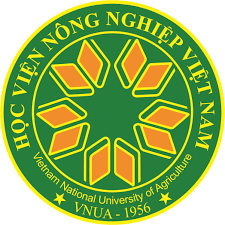 HỌC VIỆN NÔNG NGHIỆP VIỆT NAM
Vietnam National University of Agriculture
VNUA - 1956